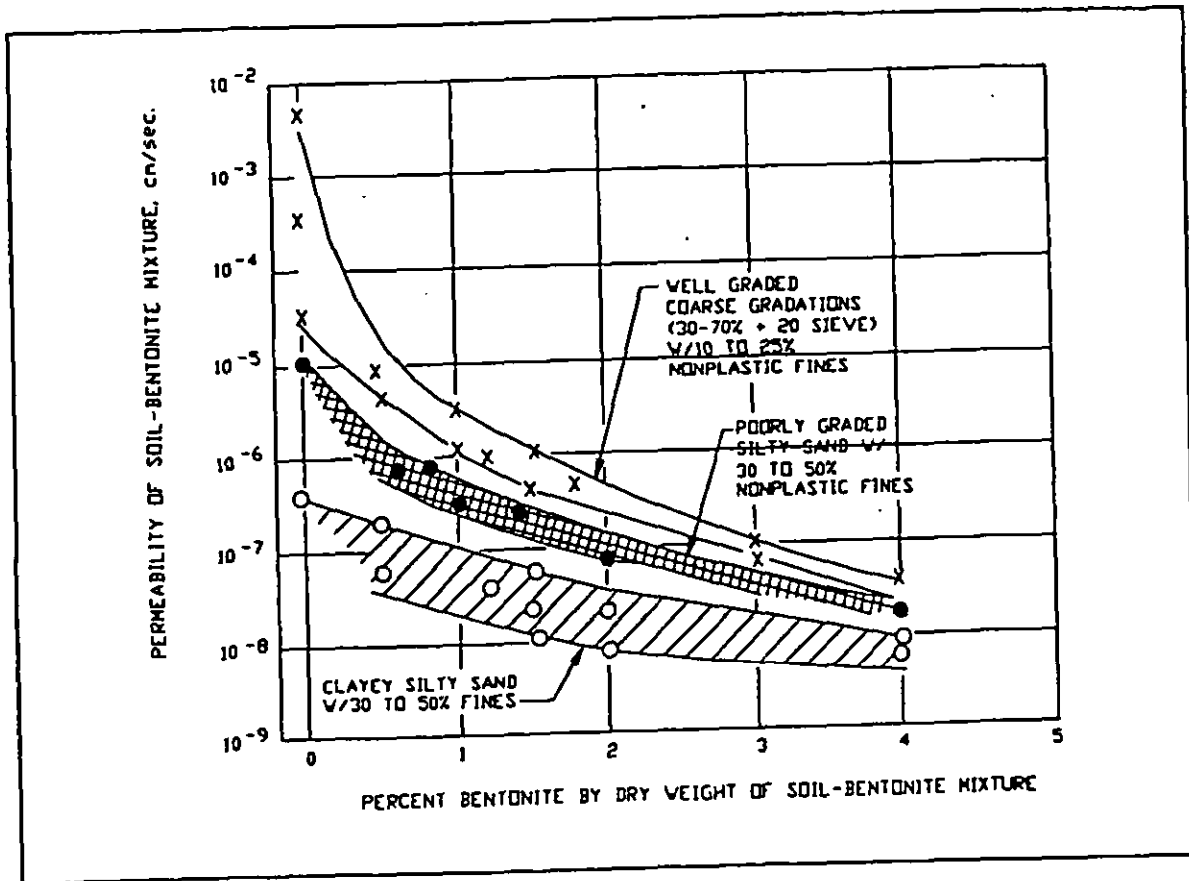 PERMEABILITY OF SOIL-BENTONITE MIXTURE, cm/sec.
10-2
10-3
10-4
10-5
10-6
10-7
10-8
10-9
WELL GRADED
COARSE GRADATIONS
(30-70% + 20 SIEVE)
W/10 TO 25%
NONPLASTIC FINES
POORLY GRADED
SILTY SAND W/
30 TO 50%
NONPLASTIC FINES
CLAYEY SILTY SAND
W/30 TO 50% FINES
0 1 2 3 4 5
PERCENT BENTONITE BY DRY WEIGHT OF SOIL-BENTONITE MIXTURE